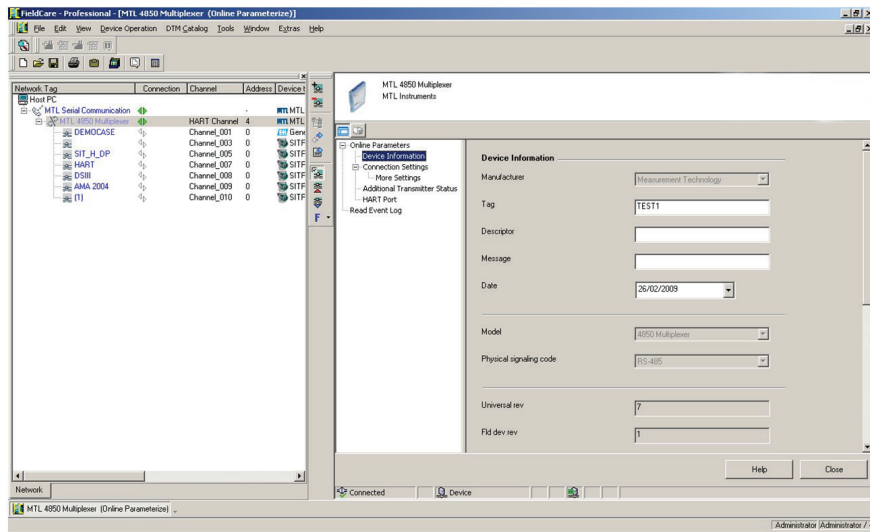 FieldCare - Professional - [MTL 4850 Multiplexer (Online Parameterize)]
File Edit View Device Operation DTM Catalog Tools Window Extras Help
Network Tag Connection Channel Address Device t
Host PC
MTL Serial Communication - MTL MTL
MTL 4850 Multiplexer HART Channel 4 MTL MTL
DEMOCASE Channel_001 0 Gene
Channel_003 0 SITF
SIT_H_DP Channel_005 0 SITF
HART Channel_007 0 SITF
DSIII Channel_008 0 SITF
AMA 2004 Channel_009 0 SITF
(1) Channel_010 0 SITF
Network
F
MTL 4850 Multiplexer
MTL Instruments
Online Parameters
Device Information
Connection Settings
More Settings
Additional Transmitter Status
HART Port
Read Event Log
Device Information
Manufacturer Measurement Technology
Tag TEST1
Descriptor
Message
Date 26/02/2009
Model 4850 Multiplexer
Physical signaling code RS-485
Universal rev 7
Fld dev rev 1
Help Close
Connected Device
MTL 4850 Multiplexer (Online Parameterize)
Administrator Administrator /